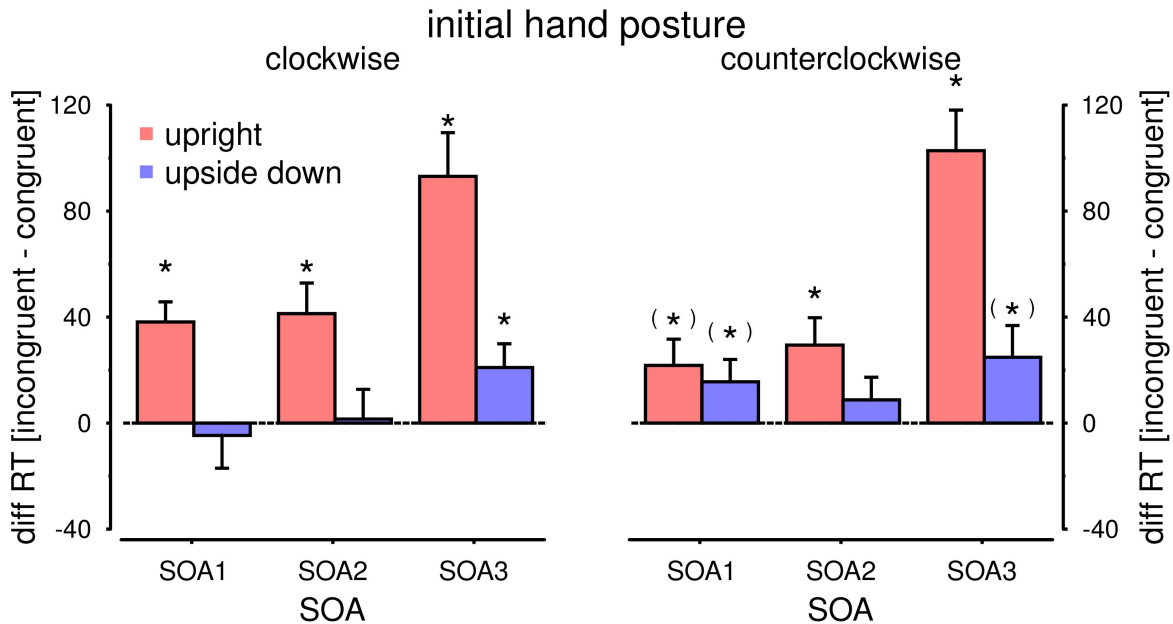 initial hand posture
clockwise
counterclockwise
diff RT [incongruent - congruent]
120
80
40
0
-40
upright
upside down
*
*
*
*
SOA1
SOA2
SOA3
SOA
( * )
( * )
*
*
( * )
SOA1
SOA2
SOA3
SOA
120
80
40
0
-40
diff RT [incongruent - congruent]